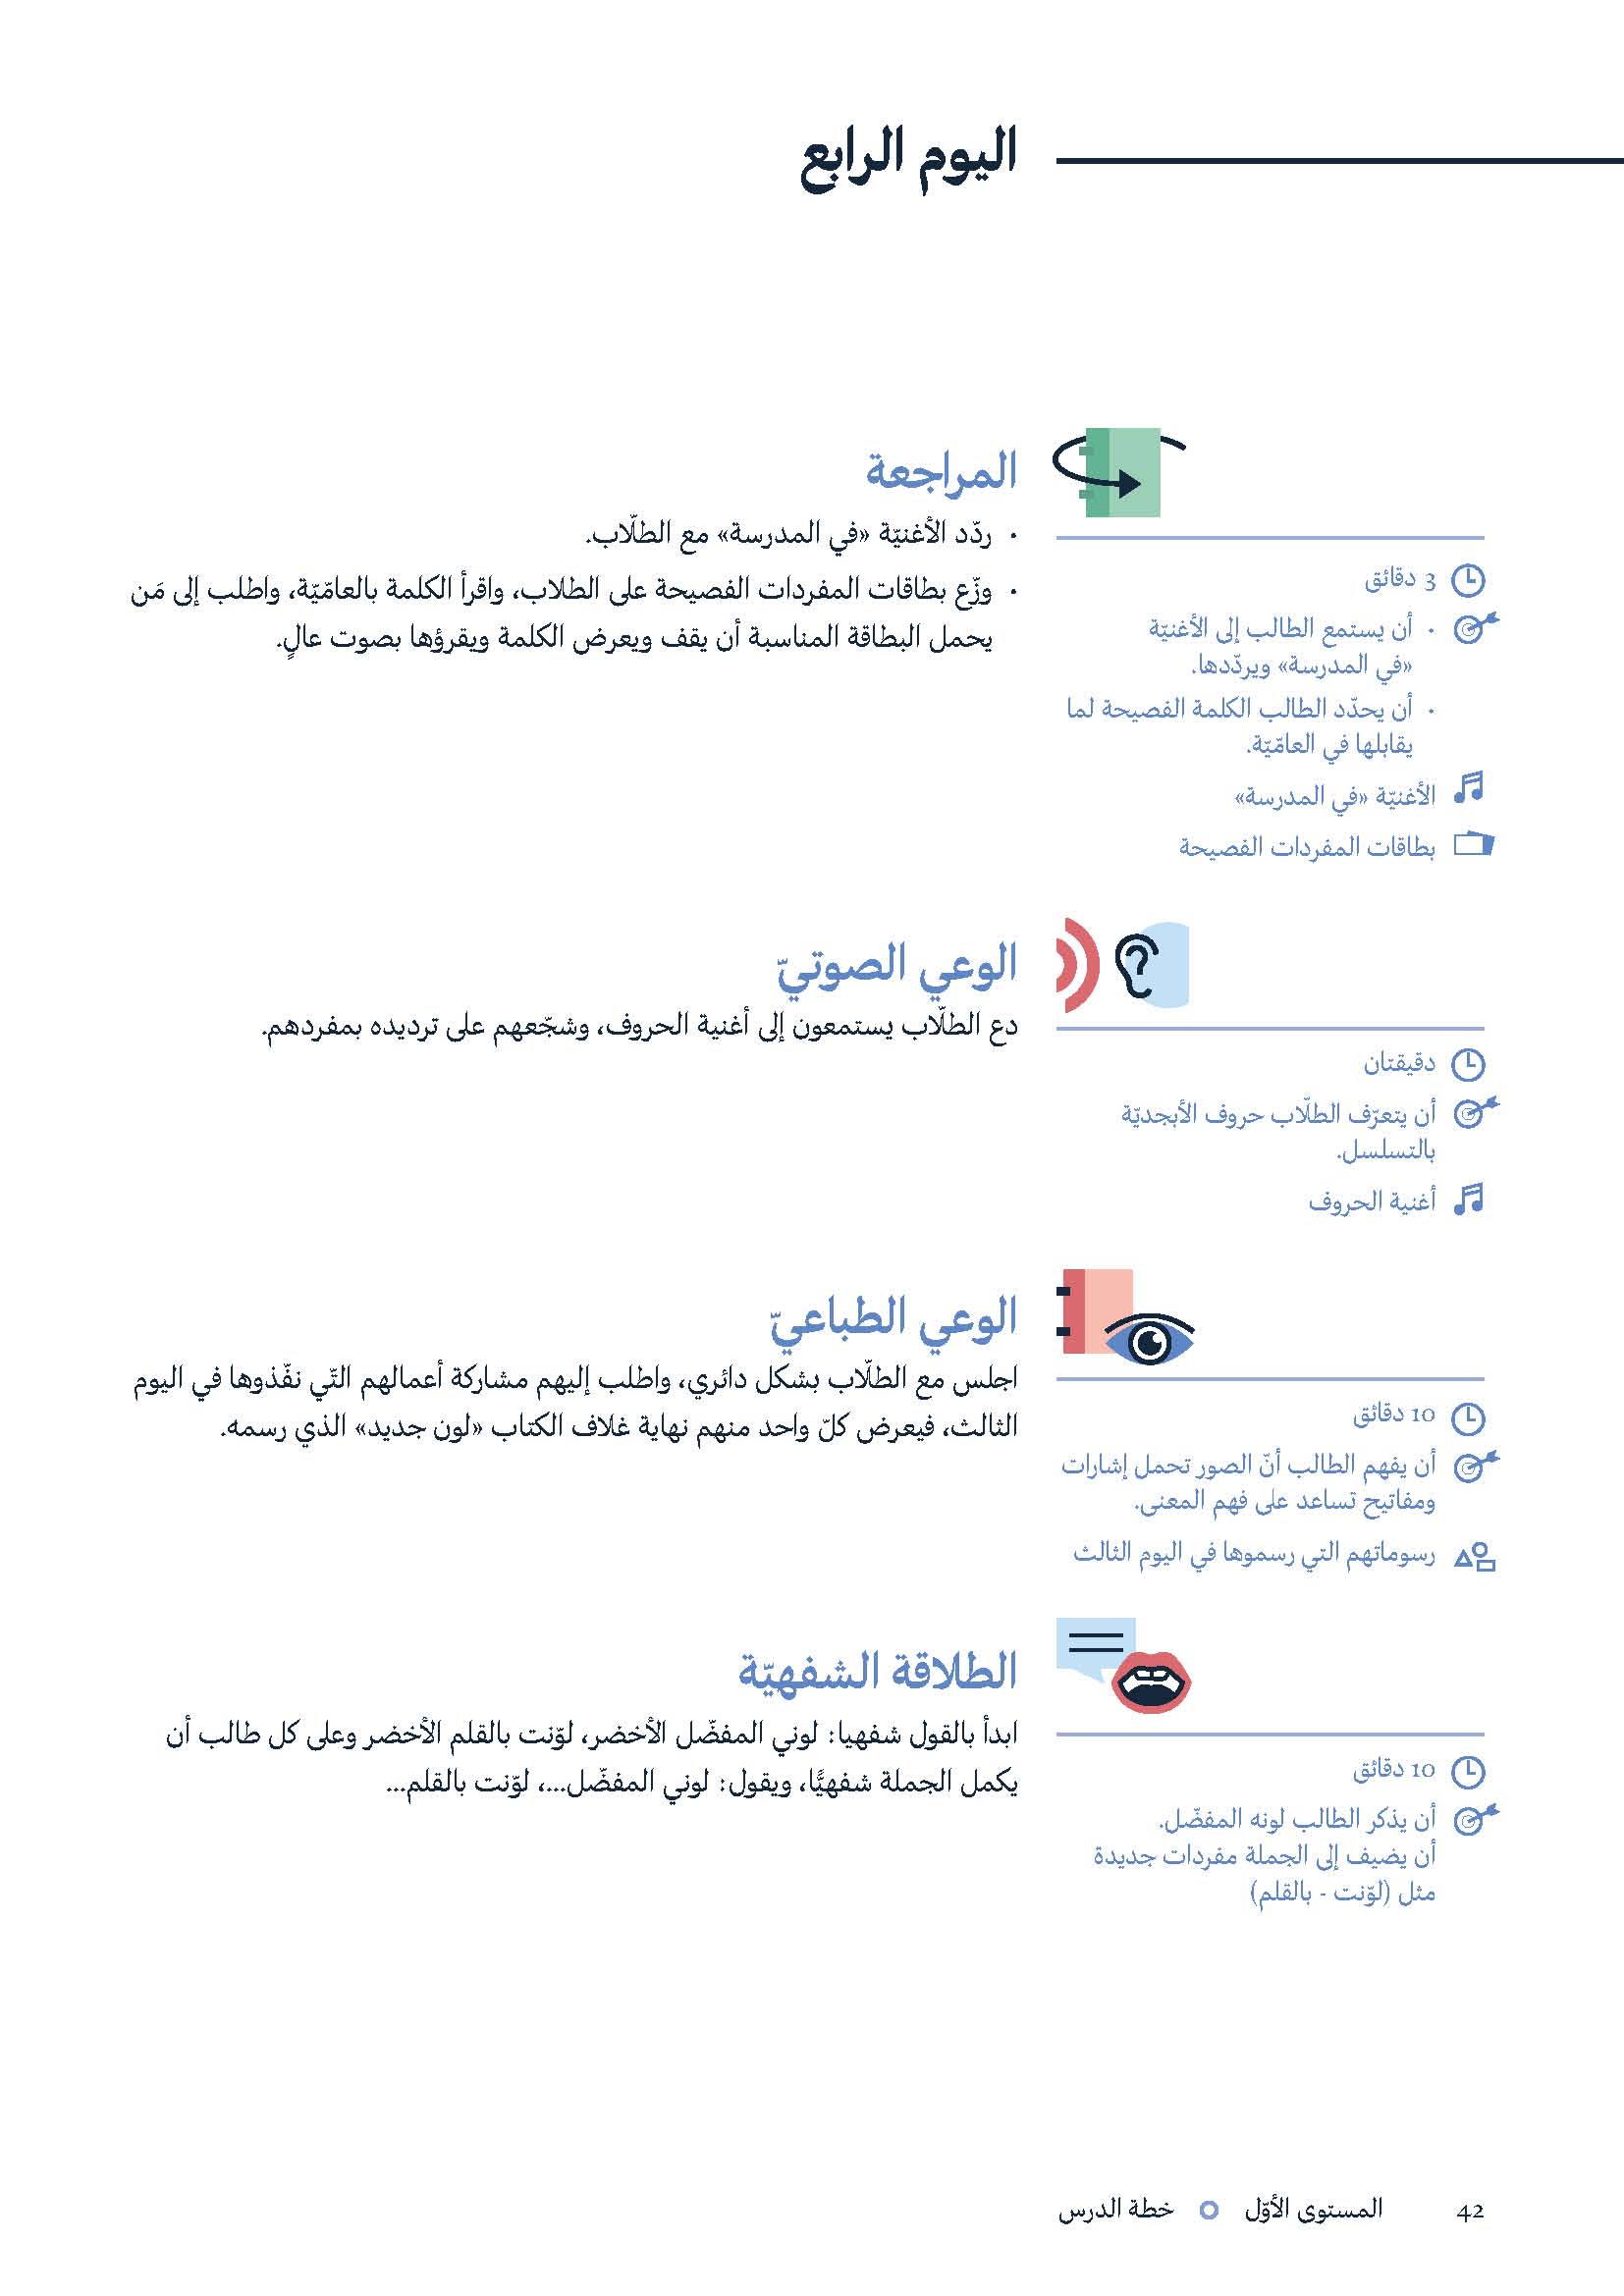 اليوم الرابع
المراجعة
• ردّد الأغنيّة «في المدرسة» مع الطلّاب.
• وزّع بطاقات المفردات الفصيحة على الطلاب، واقرأ الكلمة بالعامّيّة، واطلب إلى مَن
يحمل البطاقة المناسبة أن يقف ويعرض الكلمة ويقرؤها بصوت عالٍ.
3 دقائق
• أن يستمع الطالب إلى الأغنيّة
«في المدرسة» ويردّدها.
• أن يحدّد الطالب الكلمة الفصيحة لما
يقابلها في العامّيّة.
الأغنيّة «في المدرسة»
بطاقات المفردات الفصيحة
الوعي الصوتيّ
دع الطلّاب يستمعون إلى أغنية الحروف، وشجّعهم على ترديده بمفردهم.
دقيقتان
أن يتعرّف الطلّاب حروف الأبجديّة
بالتسلسل.
أغنية الحروف
الوعي الطباعيّ
اجلس مع الطلّاب بشكل دائري، واطلب إليهم مشاركة أعمالهم التّي نفّذوها في اليوم
الثالث، فيعرض كلّ واحد منهم نهاية غلاف الكتاب «لون جديد» الذي رسمه.
10 دقائق
أن يفهم الطالب أنّ الصور تحمل إشارات
ومفاتيح تساعد على فهم المعنى.
رسوماتهم التي رسموها في اليوم الثالث
الطلاقة الشفهيّة
ابدأ بالقول شفهيا: لوني المفضّل الأخضر، لوّنت بالقلم الأخضر وعلى كل طالب أن
يكمل الجملة شفهيًّا، ويقول: لوني المفضّل...، لوّنت بالقلم...
10 دقائق
أن يذكر الطالب لونه المفضّل.
أن يضيف إلى الجملة مفردات جديدة
مثل (لوّنت - بالقلم)
42 المستوى الأوّل خطة الدرس